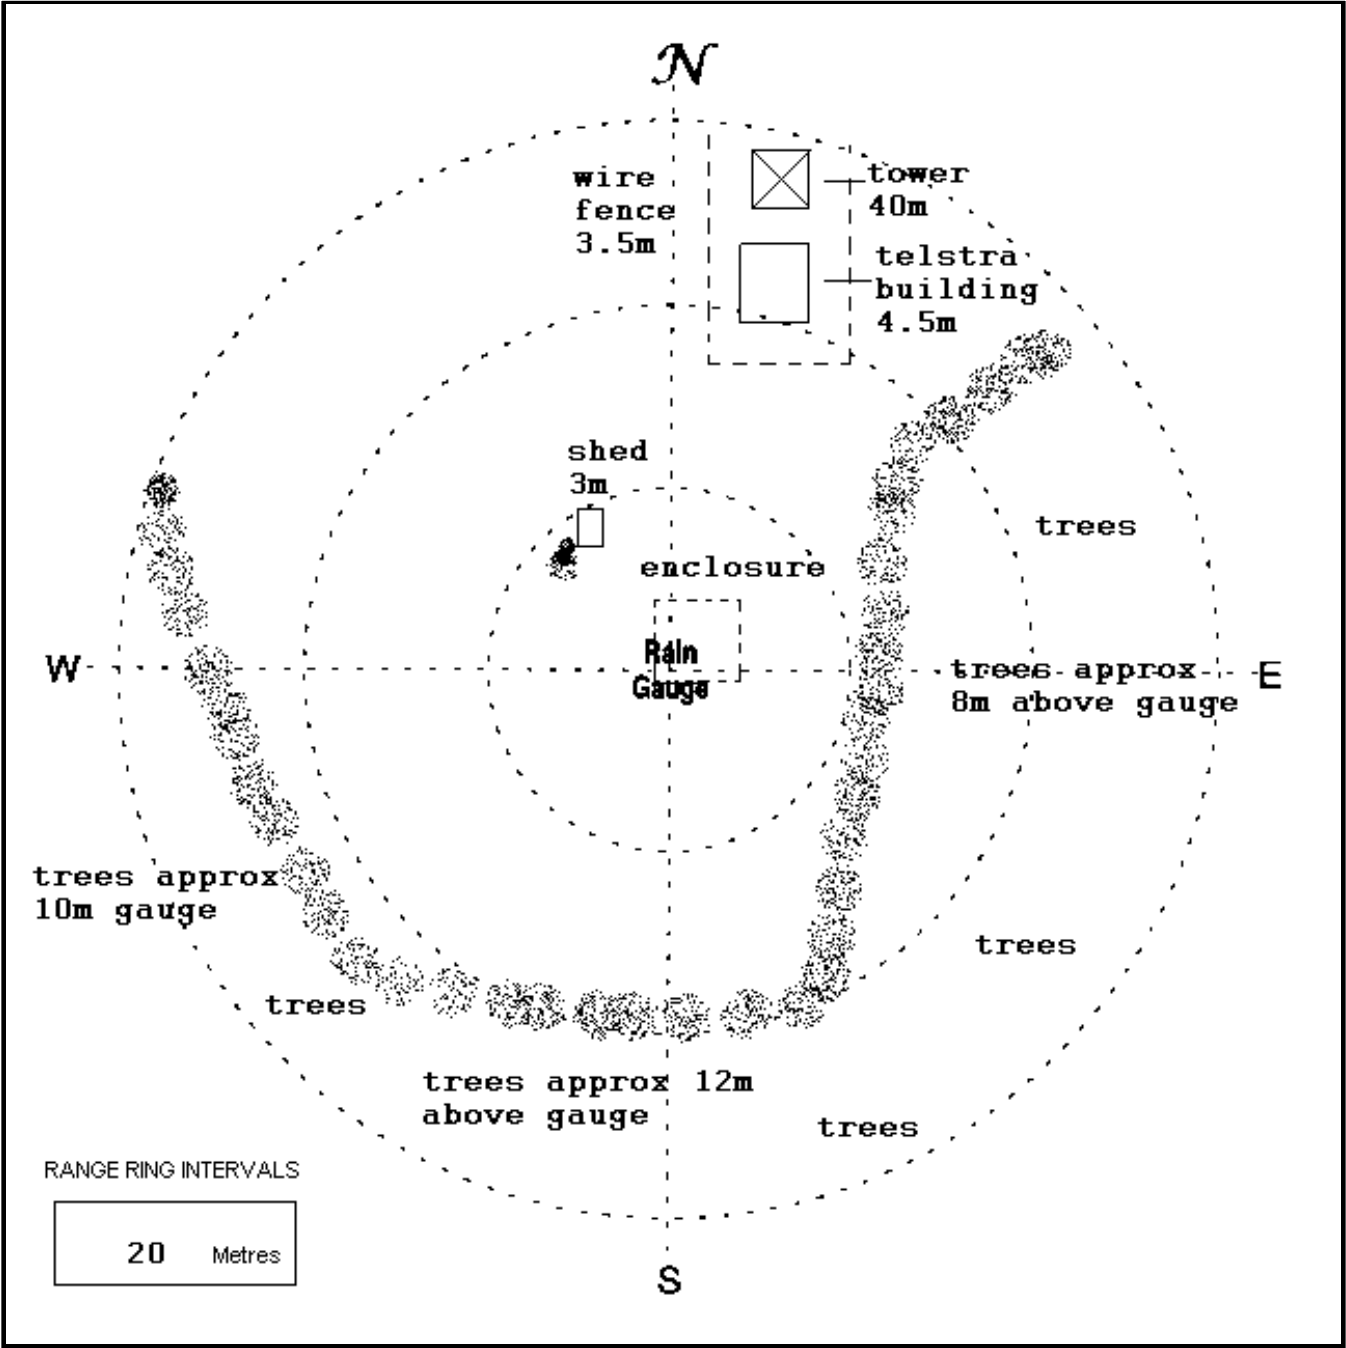 N
wire
fence
3.5m
tower
40m
telstra
building
4.5m
shed
3m
trees
enclosure
W
Rain
Gauge
trees approx
8m above gauge
E
trees approx
10m gauge
trees
trees
trees approx 12m
above gauge
trees
RANGE RING INTERVALS
20 Metres
S